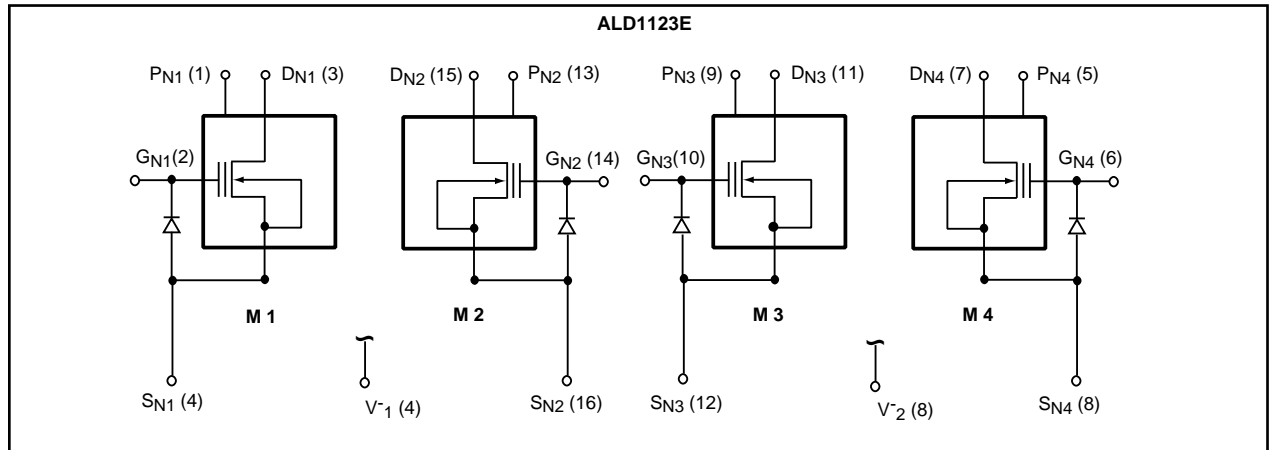 ALD1123E
PN1 (1) DN1 (3) DN2 (15) PN2 (13) PN3 (9) DN3 (11) DN4 (7) PN4 (5)
GN1(2) GN2 (14) GN3(10) GN4 (6)
M 1 M 2 M 3 M 4
SN1 (4) V-1 (4) SN2 (16) SN3 (12) V-2 (8) SN4 (8)